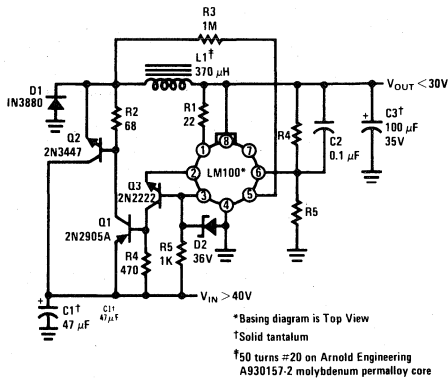 R3
1M
L1‡
370 μH
D1
IN3880
R2
68
R1
22
VOUT <30V
C3†
100 μF
35V
R4
C2
0.1 μF
Q2
2N3447
1
8
7
2
LM100*
6
3
4
5
Q3
2N2222
Q1
2N2905A
R5
D2
36V
R5
1K
R4
470
VIN >40V
C1†
47 μF
C1†
47 μF
*Basing diagram is Top View
†Solid tantalum
‡50 turns #20 on Arnold Engineering
A930157-2 molybdenum permalloy core